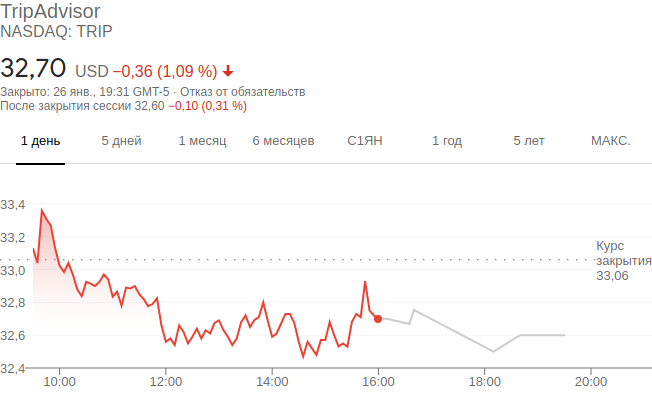 TripAdvisor
NASDAQ: TRIP
32,70 USD −0,36 (1,09 %)
Закрыто: 26 янв., 19:31 GMT-5 · Отказ от обязательств
После закрытия сессии 32,60 −0,10 (0,31 %)
1 день 5 дней 1 месяц 6 месяцев С1ЯН 1 год 5 лет МАКС.
33,4
33,2
33,0
32,8
32,6
32,4
Курс
закрытия
33,06
10:00 12:00 14:00 16:00 18:00 20:00